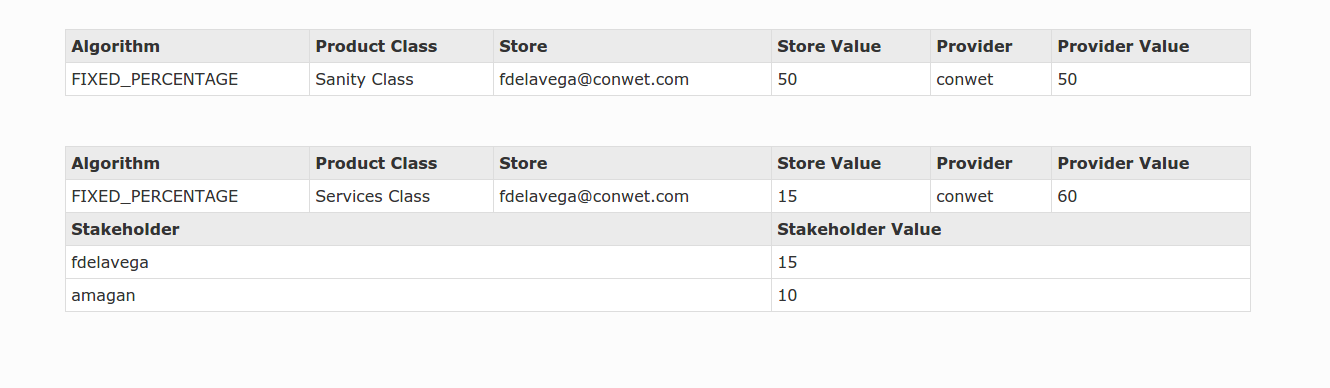 Algorithm Product Class Store Store Value Provider Provider Value
FIXED_PERCENTAGE Sanity Class fdelavega@conwet.com 50 conwet 50
Algorithm Product Class Store Store Value Provider Provider Value
FIXED_PERCENTAGE Services Class fdelavega@conwet.com 15 conwet 60
Stakeholder Stakeholder Value
fdelavega 15
amagan 10